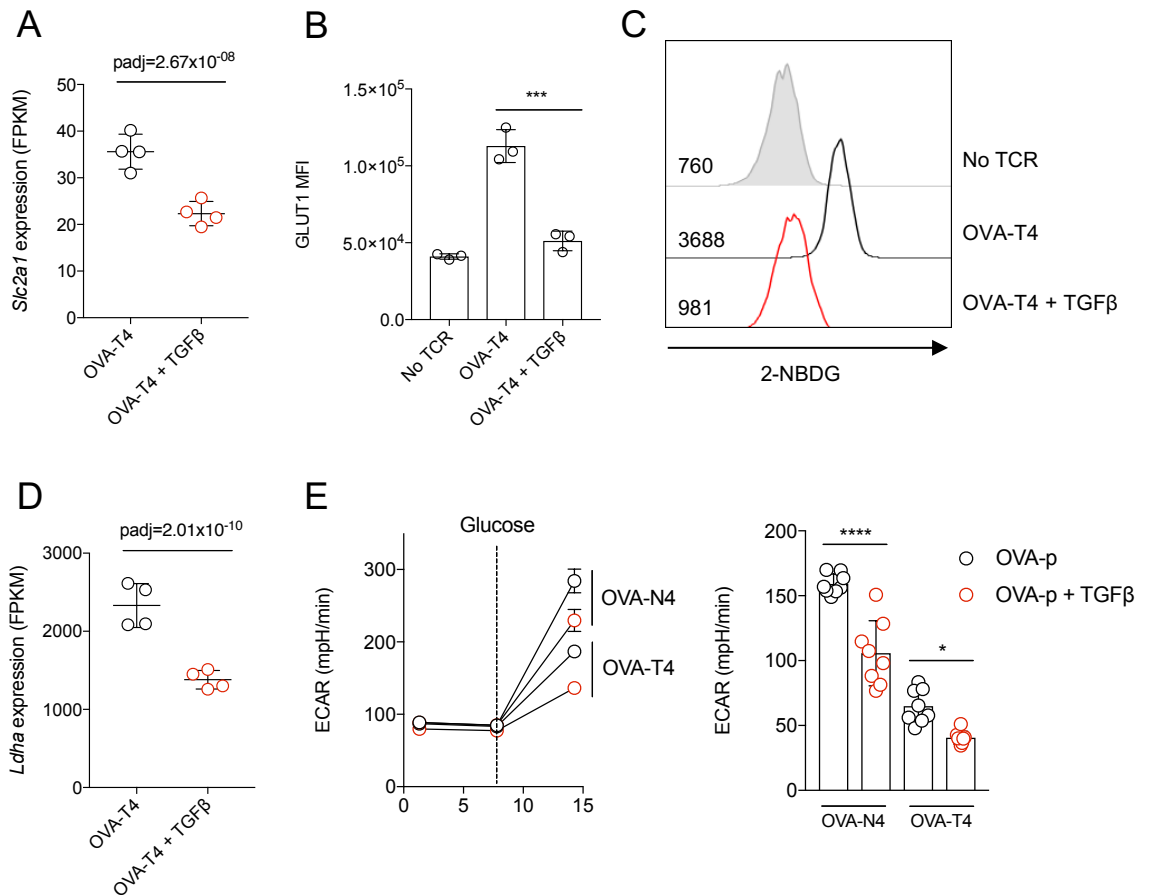 A
padj=2.67x10-08
Slc2a1 expression (FPKM)
50
40
30
20
10
0
OVA-T4
OVA-T4 + TGFβ
B
***
GLUT1 MFI
1.5×105
1.0×105
5.0×104
0.0
No TCR
OVA-T4
OVA-T4 + TGFβ
C
760
No TCR
3688
OVA-T4
981
OVA-T4 + TGFβ
2-NBDG
D
padj=2.01x10-10
Ldha expression (FPKM)
3000
2000
1000
0
OVA-T4
OVA-T4 + TGFβ
E
Glucose
ECAR (mpH/min)
300
200
100
0
0 5 10 15
OVA-N4
OVA-T4
ECAR (mpH/min)
200
150
100
50
0
****
*
OVA-N4 OVA-T4
OVA-p
OVA-p + TGFβ